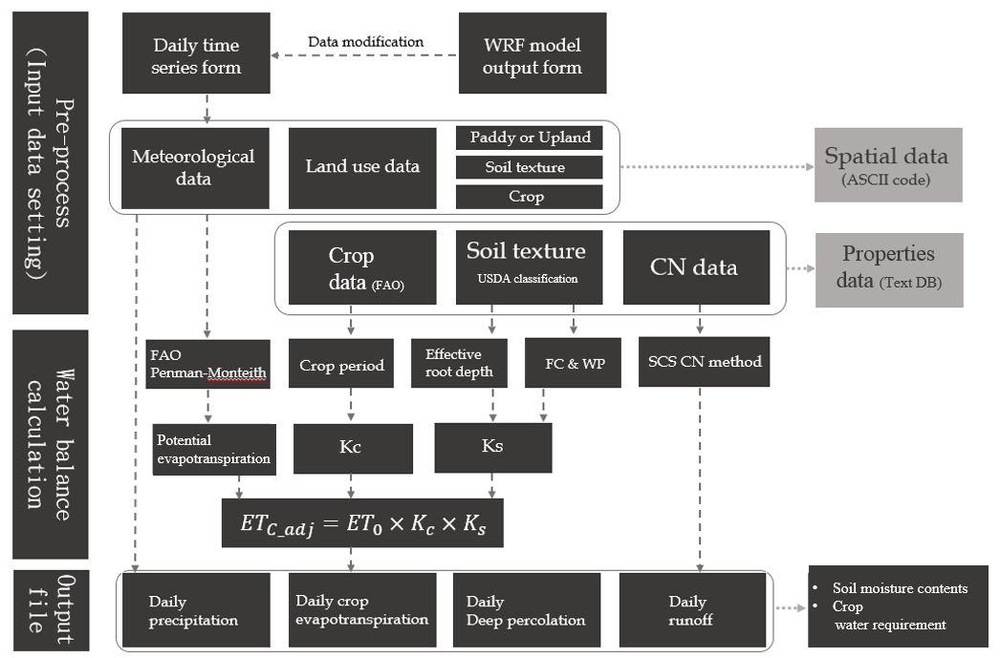 Pre-process
(Input data setting)
Daily time
series form
Data modification
WRF model
output form
Meteorological
data
Land use data
Paddy or Upland
Soil texture
Crop
Spatial data
(ASCII code)
Crop
data (FAO)
Soil texture
USDA classification
CN data
Properties
data (Text DB)
Water balance
calculation
FAO
Penman-Monteith
Crop period
Effective
root depth
FC & WP
SCS CN method
Potential
evapotranspiration
Kc
Ks
ET_{C_adj} = ET_0 × K_c × K_s
Output
file
Daily
precipitation
Daily crop
evapotranspiration
Daily
Deep percolation
Daily
runoff
• Soil moisture contents
• Crop
water requirement